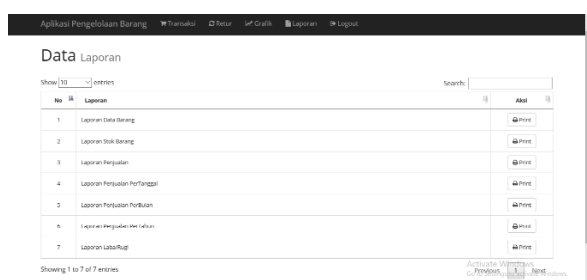 Aplikasi Pengelolaan Barang Transaksi Retur Grafik Laporan Logout
Data Laporan
Show 10 entries Search:
No Laporan Aksi
1 Laporan Data Barang Print
2 Laporan Stok Barang Print
3 Laporan Penjualan Print
4 Laporan Penjualan PerTanggal Print
5 Laporan Penjualan PerBulan Print
6 Laporan Penjualan PerTahun Print
7 Laporan Laba/Rugi Print
Activate Windows
Showing 1 to 7 of 7 entries Previous 1 Next